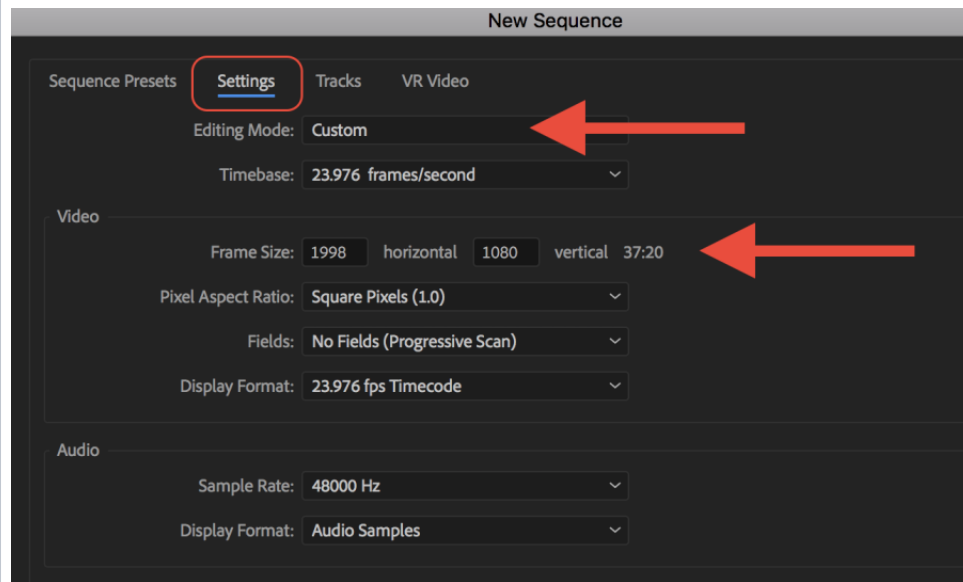 New Sequence
Sequence Presets Settings Tracks VR Video
Editing Mode: Custom
Timebase: 23.976 frames/second
Video
Frame Size: 1998 horizontal 1080 vertical 37:20
Pixel Aspect Ratio: Square Pixels (1.0)
Fields: No Fields (Progressive Scan)
Display Format: 23.976 fps Timecode
Audio
Sample Rate: 48000 Hz
Display Format: Audio Samples